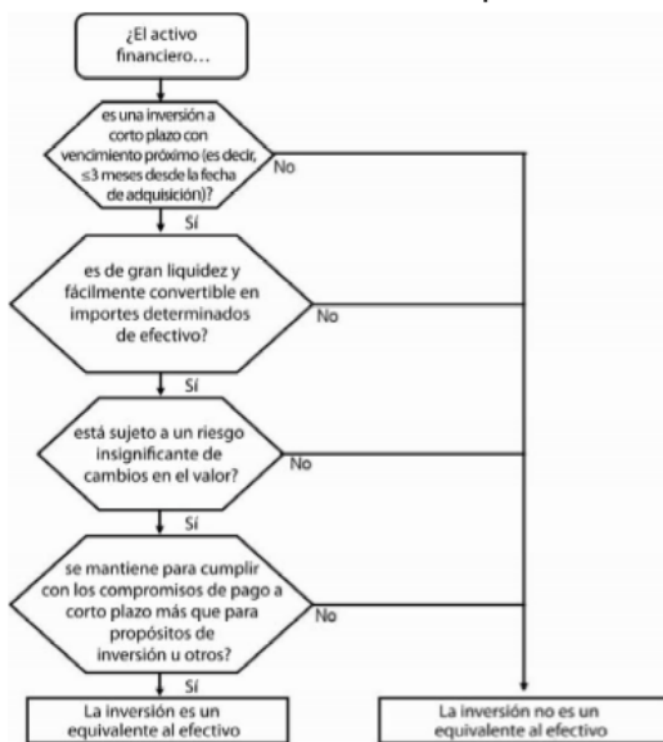 ¿El activo
financiero…
es una inversión a
corto plazo con
vencimiento próximo (es decir,
≤3 meses desde la fecha
de adquisición)?
No
Sí
es de gran liquidez y
fácilmente convertible en
importes determinados
de efectivo?
No
Sí
está sujeto a un riesgo
insignificante de
cambios en el valor?
No
Sí
se mantiene para cumplir
con los compromisos de pago a
corto plazo más que para
propósitos de
inversión u otros?
No
Sí
La inversión es un
equivalente al efectivo
La inversión no es un
equivalente al efectivo